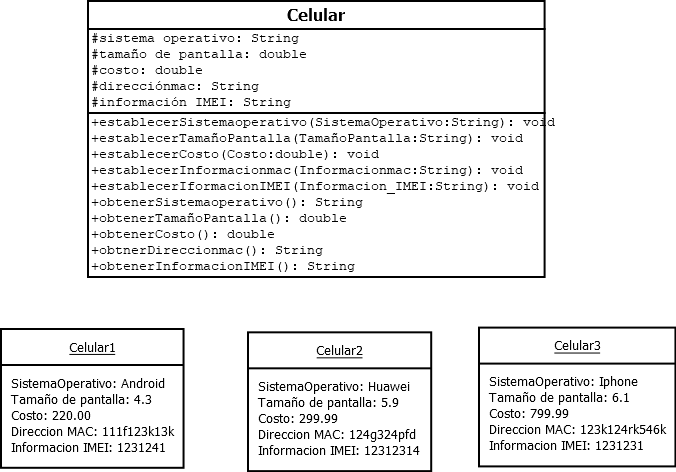 Celular
#sistema operativo: String
#tamaño de pantalla: double
#costo: double
#direcciónmac: String
#información IMEI: String
+establecerSistemaoperativo(SistemaOperativo:String): void
+establecerTamañoPantalla(TamañoPantalla:String): void
+establecerCosto(Costo:double): void
+establecerInformacionmac(Informacionmac:String): void
+establecerIformacionIMEI(Informacion_IMEI:String): void
+obtenerSistemaoperativo(): String
+obtenerTamañoPantalla(): double
+obtenerCosto(): double
+obtnerDireccionmac(): String
+obtenerInformacionIMEI(): String
Celular1
SistemaOperativo: Android
Tamaño de pantalla: 4.3
Costo: 220.00
Direccion MAC: 111f123k13k
Informacion IMEI: 1231241
Celular2
SistemaOperativo: Huawei
Tamaño de pantalla: 5.9
Costo: 299.99
Direccion MAC: 124g324pfd
Informacion IMEI: 12312314
Celular3
SistemaOperativo: Iphone
Tamaño de pantalla: 6.1
Costo: 799.99
Direccion MAC: 123k124rk546k
Informacion IMEI: 1231231